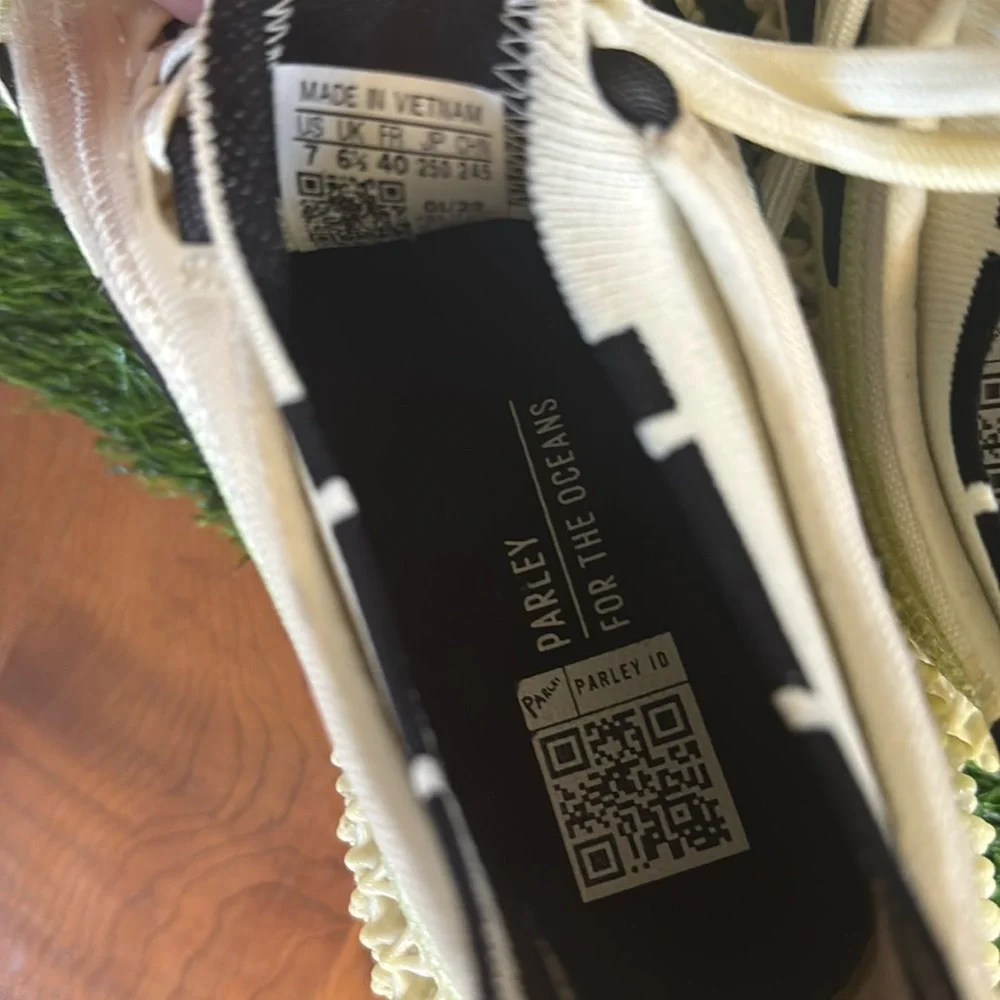 MADE IN VIETNAM
US UK FR JP CHN
7 6½ 40 250 245
PARLEY
FOR THE OCEANS
PARLEY
PARLEY ID